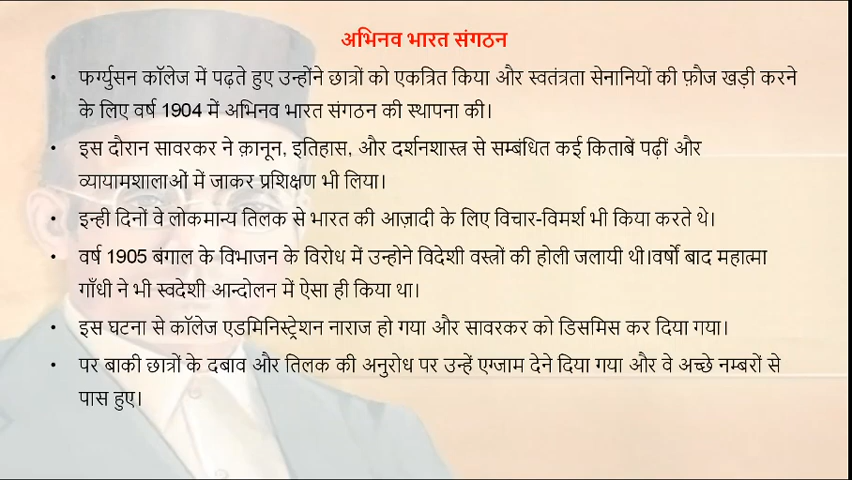 अभिनव भारत संगठन
• फर्ग्युसन कॉलेज में पढ़ते हुए उन्होंने छात्रों को एकत्रित किया और स्वतंत्रता सेनानियों की फ़ौज खड़ी करने
के लिए वर्ष 1904 में अभिनव भारत संगठन की स्थापना की।
• इस दौरान सावरकर ने क़ानून, इतिहास, और दर्शनशास्त्र से सम्बंधित कई किताबें पढ़ीं और
व्यायामशालाओं में जाकर प्रशिक्षण भी लिया।
• इन्ही दिनों वे लोकमान्य तिलक से भारत की आज़ादी के लिए विचार-विमर्श भी किया करते थे।
• वर्ष 1905 बंगाल के विभाजन के विरोध में उन्होने विदेशी वस्त्रों की होली जलायी थी।वर्षों बाद महात्मा
गाँधी ने भी स्वदेशी आन्दोलन में ऐसा ही किया था।
• इस घटना से कॉलेज एडमिनिस्ट्रेशन नाराज हो गया और सावरकर को डिसमिस कर दिया गया।
• पर बाकी छात्रों के दबाव और तिलक की अनुरोध पर उन्हें एग्जाम देने दिया गया और वे अच्छे नम्बरों से
पास हुए।